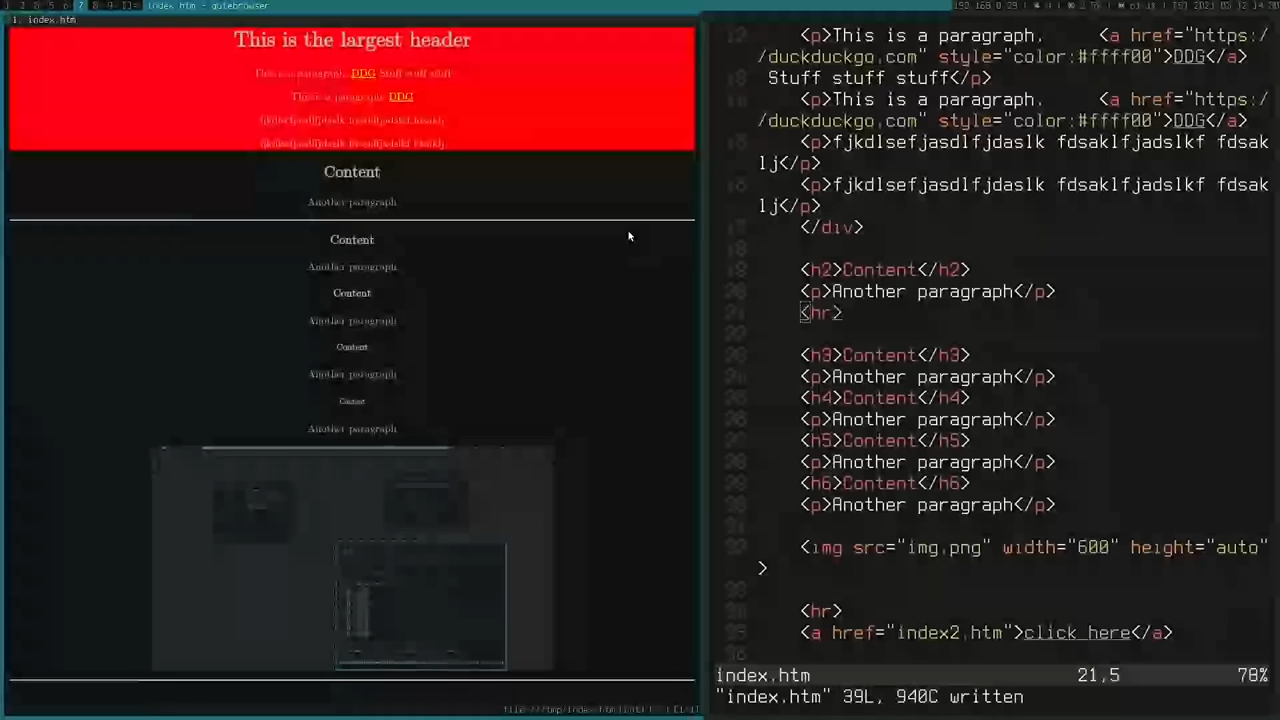 index.htm - qutebrowser
1: index.htm
This is the largest header
This is a paragraph. DDG Stuff stuff stuff
This is a paragraph. DDG
Content
Another paragraph
Content
Another paragraph
Content
Another paragraph
Content
Another paragraph
Content
Another paragraph
<p>This is a paragraph.     <a href="https:/
/duckduckgo.com" style="color:#ffff00">DDG</a>
Stuff stuff stuff</p>
<p>This is a paragraph.     <a href="https:/
/duckduckgo.com" style="color:#ffff00">DDG</a>
<p>fjkdlsefjasdlfjdaslk fdsaklfjadslkf fdsak
lj</p>
<p>fjkdlsefjasdlfjdaslk fdsaklfjadslkf fdsak
lj</p>
</div>
<h2>Content</h2>
<p>Another paragraph</p>
<hr>
<h3>Content</h3>
<p>Another paragraph</p>
<h4>Content</h4>
<p>Another paragraph</p>
<h5>Content</h5>
<p>Another paragraph</p>
<h6>Content</h6>
<p>Another paragraph</p>
<img src="img.png" width="600" height="auto"
>
<hr>
<a href="index2.htm">click here</a>
index.htm 21,5 78%
"index.htm" 39L, 940C written